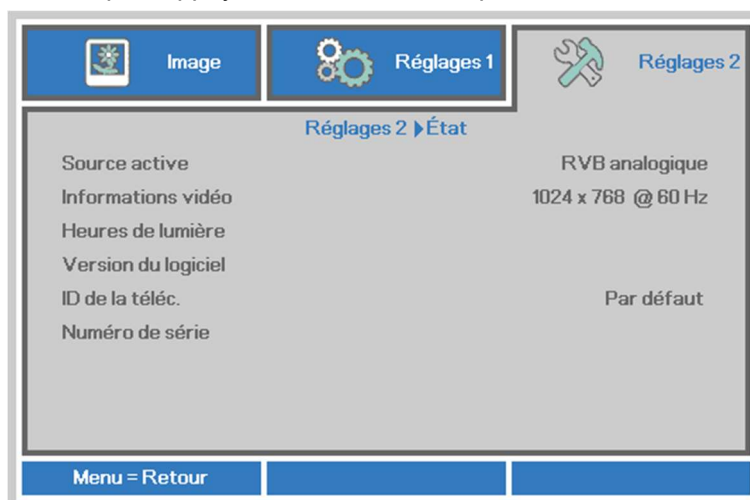 Image
Réglages 1
Réglages 2
Réglages 2 ▶ État
Source active RVB analogique
Informations vidéo 1024 x 768 @ 60 Hz
Heures de lumière
Version du logiciel
ID de la téléc. Par défaut
Numéro de série
Menu = Retour